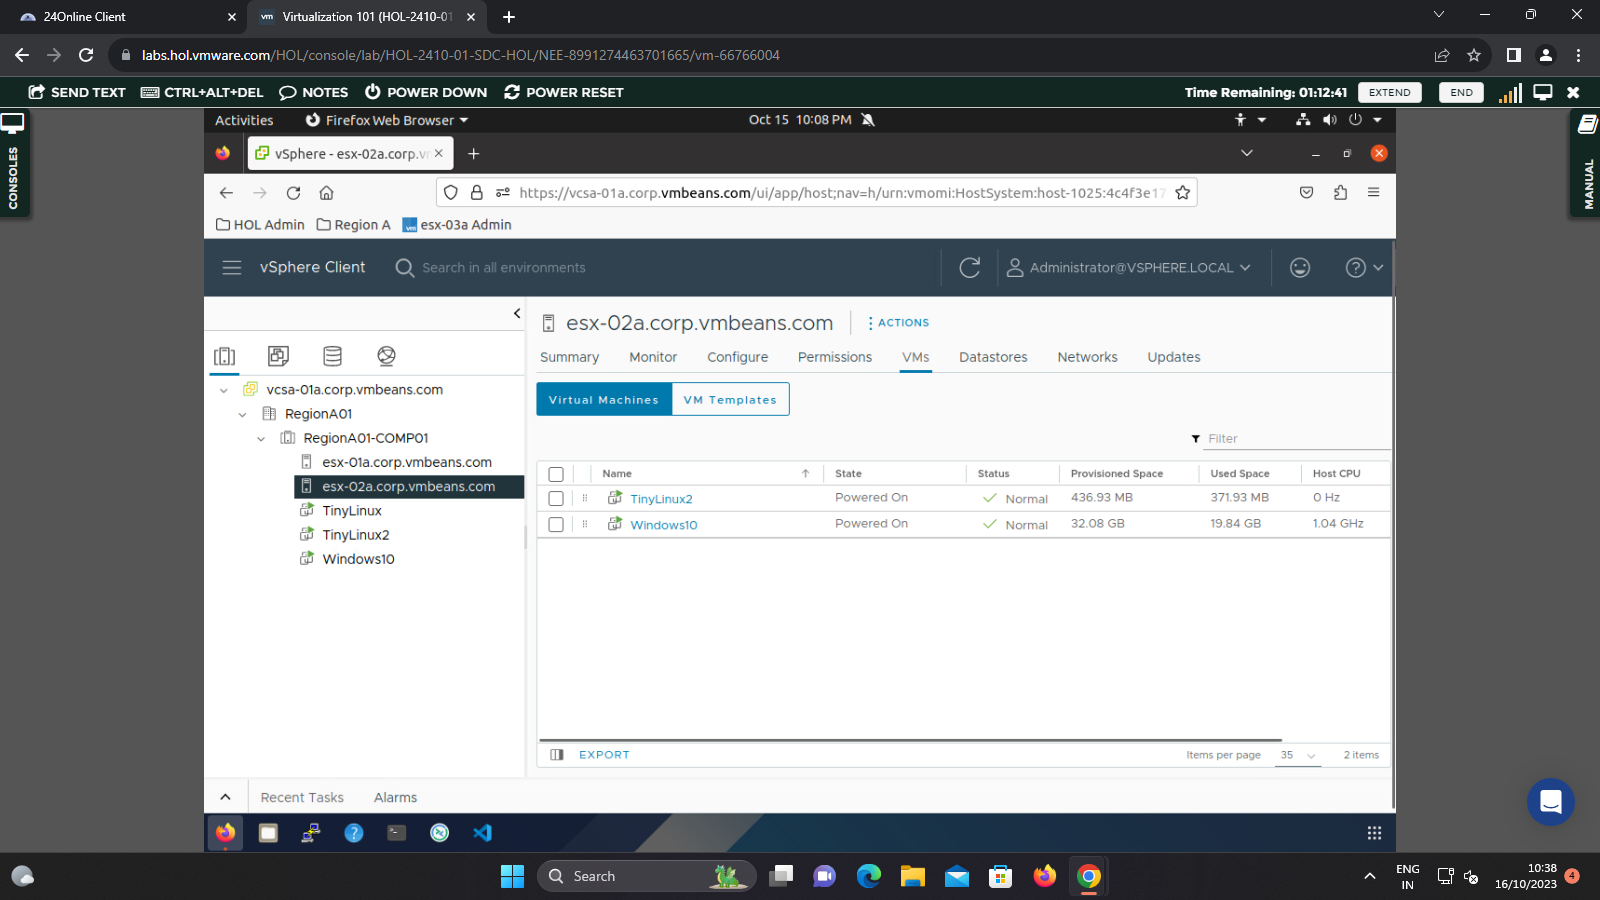 24Online Client
vm Virtualization 101 (HOL-2410-01
labs.hol.vmware.com/HOL/console/lab/HOL-2410-01-SDC-HOL/NEE-8991274463701665/vm-66766004
SEND TEXT CTRL+ALT+DEL NOTES POWER DOWN POWER RESET Time Remaining: 01:12:41 EXTEND END
CONSOLES
MANUAL
Activities Firefox Web Browser Oct 15 10:08 PM
vSphere - esx-02a.corp.vm
https://vcsa-01a.corp.vmbeans.com/ui/app/host;nav=h/urn:vmomi:HostSystem:host-1025:4c4f3e17
HOL Admin Region A vm esx-03a Admin
vSphere Client Search in all environments Administrator@VSPHERE.LOCAL
esx-02a.corp.vmbeans.com ACTIONS
Summary Monitor Configure Permissions VMs Datastores Networks Updates
vcsa-01a.corp.vmbeans.com
RegionA01
RegionA01-COMP01
esx-01a.corp.vmbeans.com
esx-02a.corp.vmbeans.com
TinyLinux
TinyLinux2
Windows10
Virtual Machines VM Templates
Filter
Name State Status Provisioned Space Used Space Host CPU
TinyLinux2 Powered On Normal 436.93 MB 371.93 MB 0 Hz
Windows10 Powered On Normal 32.08 GB 19.84 GB 1.04 GHz
EXPORT Items per page 35 2 items
Recent Tasks Alarms
Search
ENG
IN
10:38
16/10/2023
4